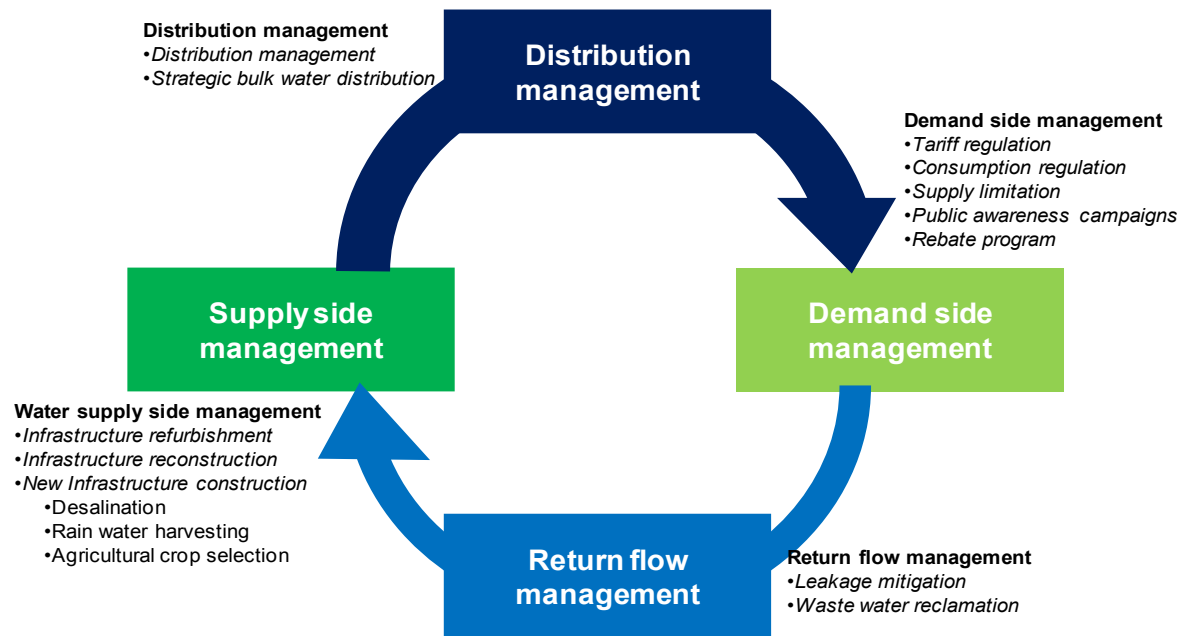 Distribution management
•Distribution management
•Strategic bulk water distribution
Distribution
management
Demand side management
•Tariff regulation
•Consumption regulation
•Supply limitation
•Public awareness campaigns
•Rebate program
Supply side
management
Demand side
management
Water supply side management
•Infrastructure refurbishment
•Infrastructure reconstruction
•New Infrastructure construction
•Desalination
•Rain water harvesting
•Agricultural crop selection
Return flow
management
Return flow management
•Leakage mitigation
•Waste water reclamation